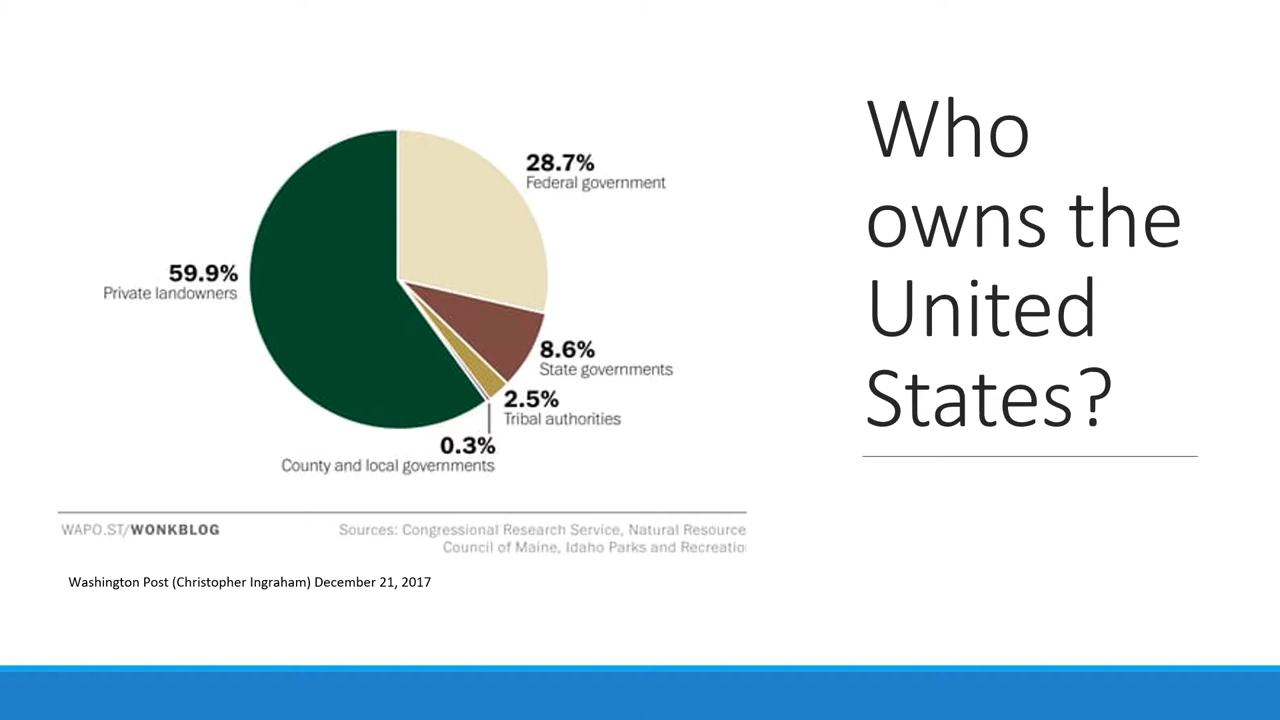 Who
owns the
United
States?
28.7%
Federal government
59.9%
Private landowners
8.6%
State governments
2.5%
Tribal authorities
0.3%
County and local governments
WAPO.ST/WONKBLOG
Sources: Congressional Research Service, Natural Resource
Council of Maine, Idaho Parks and Recreatio
Washington Post (Christopher Ingraham) December 21, 2017